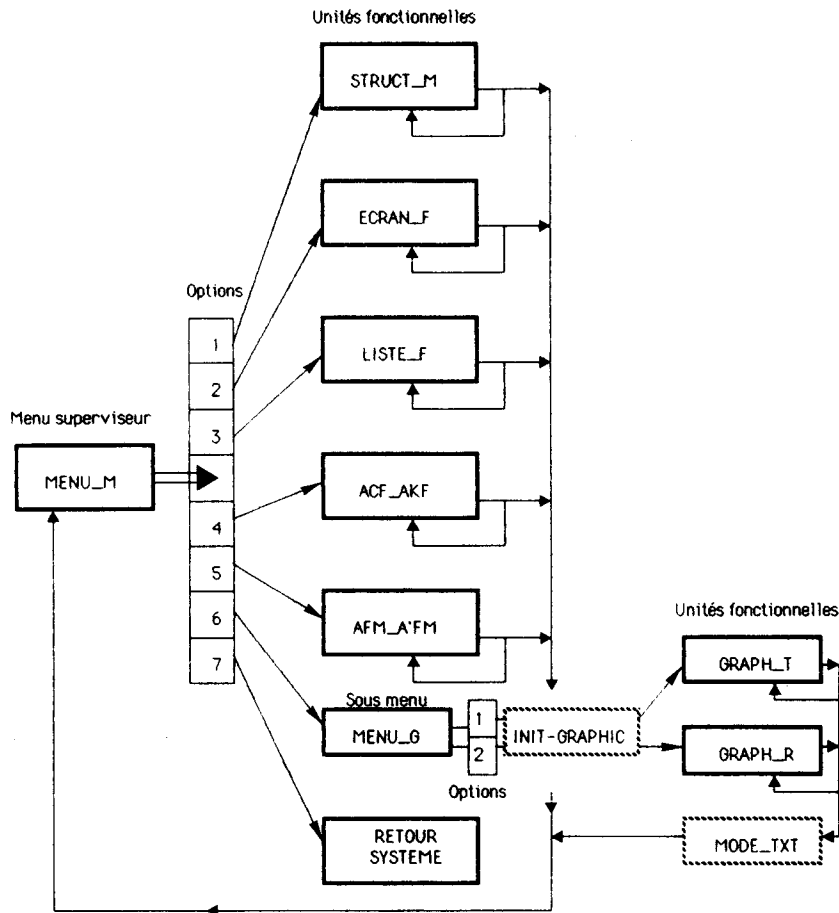 Unités fonctionnelles
STRUCT_M
ECRAN_F
Options
1
2
3
4
5
6
7
LISTE_F
Menu superviseur
MENU_M
ACF_AKF
AFM_A'FM
Unités fonctionnelles
GRAPH_T
Sous menu
MENU_G
1
2
INIT-GRAPHIC
GRAPH_R
Options
RETOUR
SYSTEME
MODE_TXT